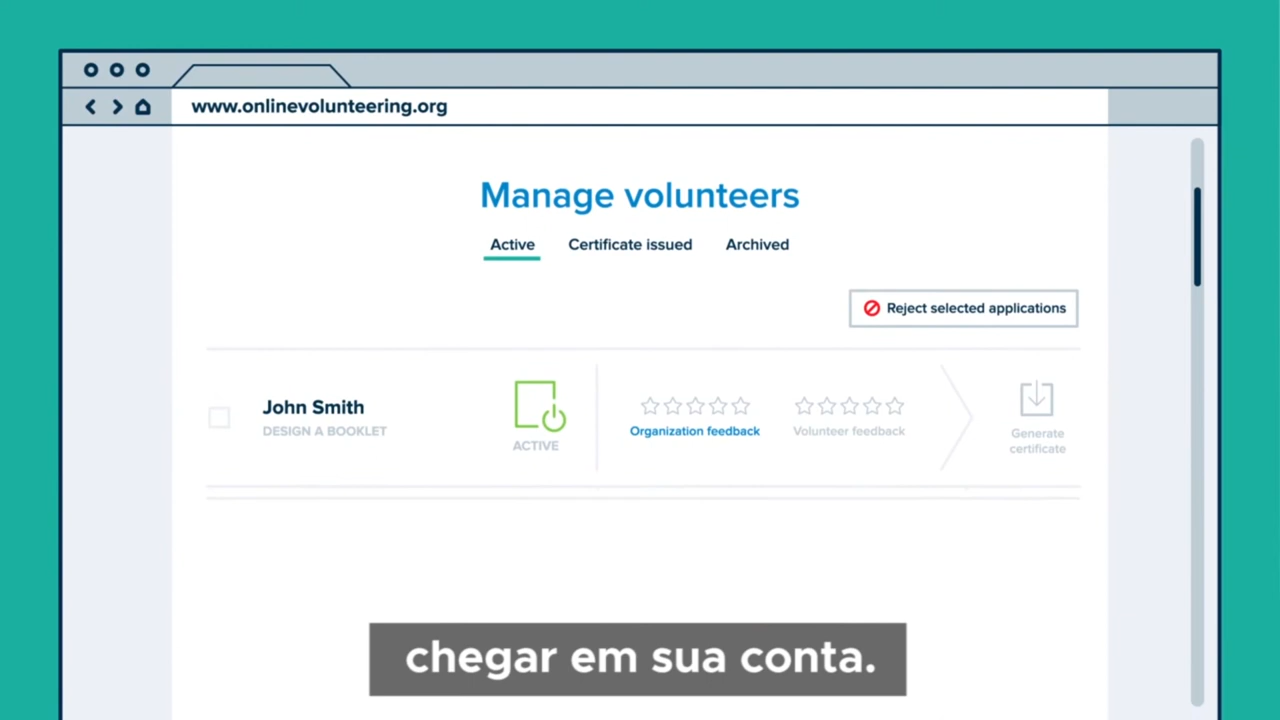 www.onlinevolunteering.org
Manage volunteers
Active Certificate issued Archived
Reject selected applications
John Smith
DESIGN A BOOKLET
ACTIVE
Organization feedback
Volunteer feedback
Generate
certificate
chegar em sua conta.